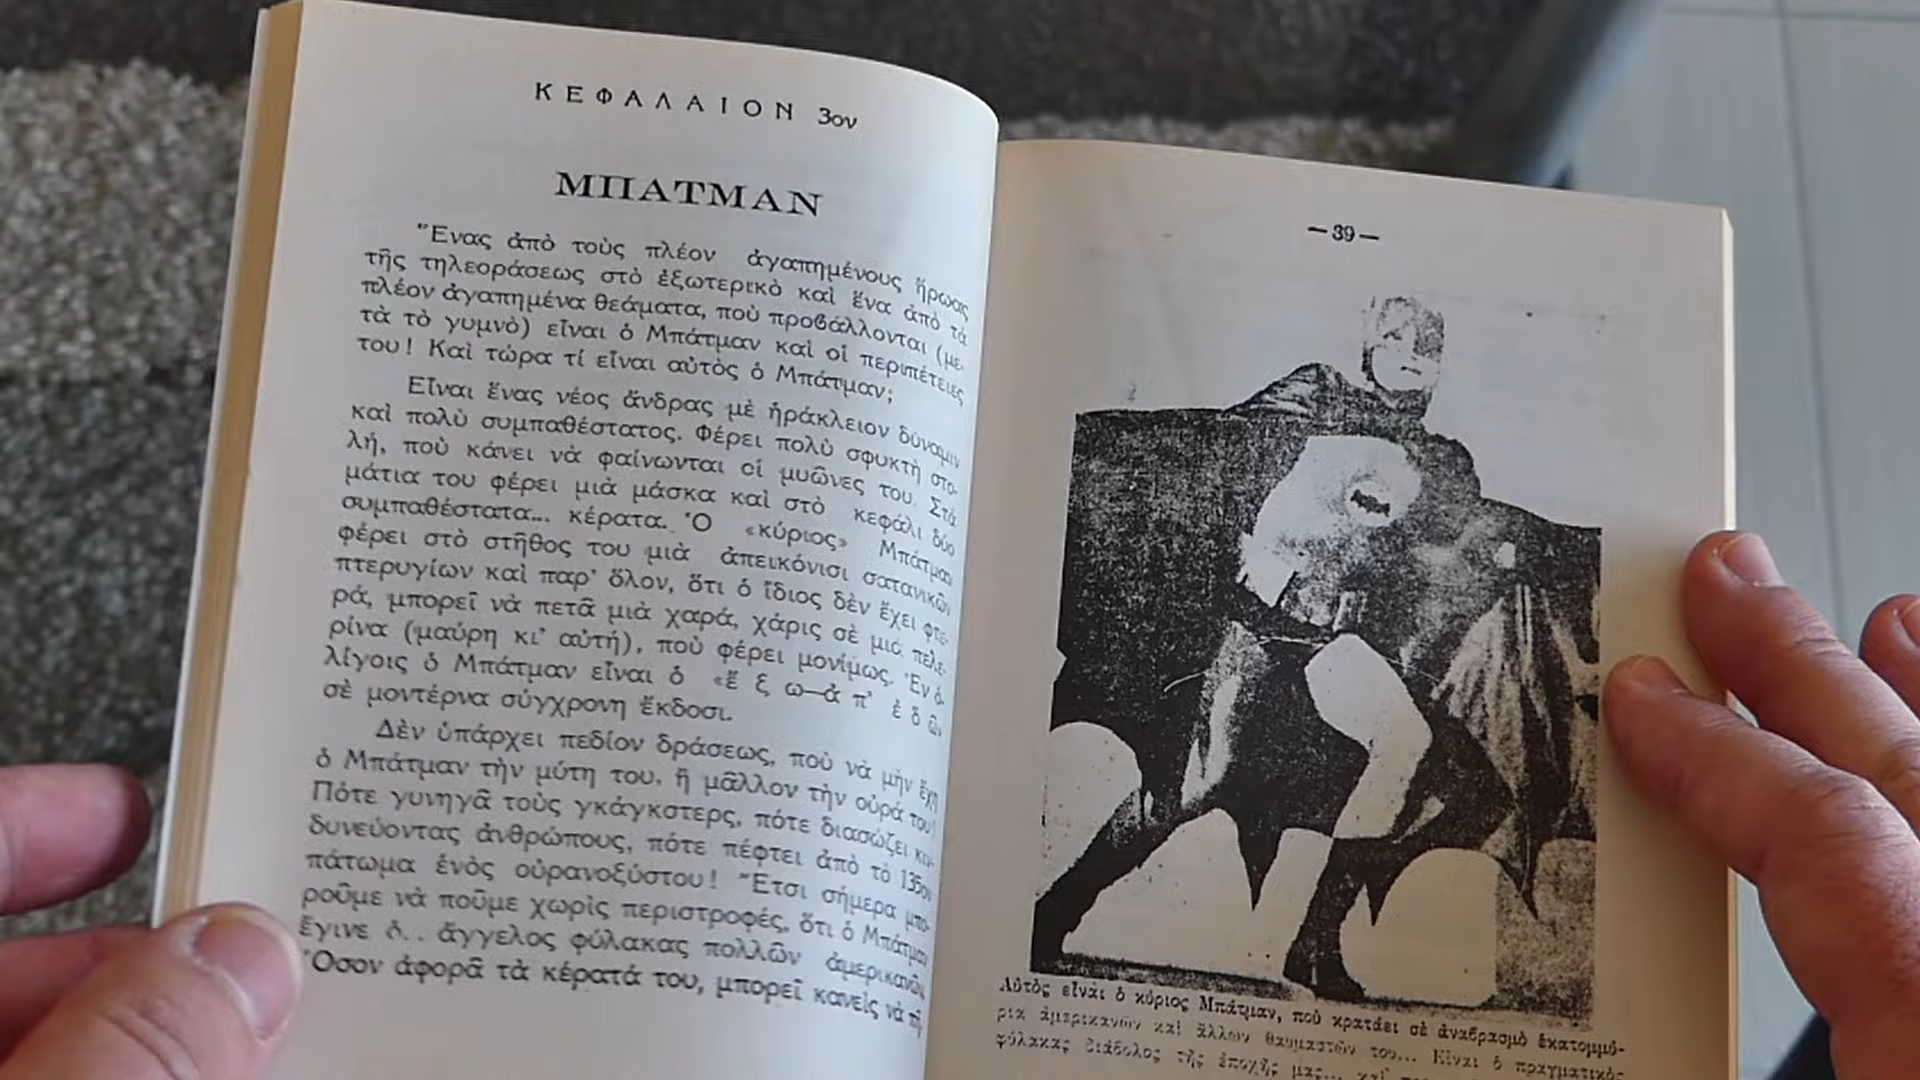 ΚΕΦΑΛΑΙΟΝ 3ον
ΜΠΑΤΜΑΝ
Ἕνας ἀπὸ τοὺς πλέον ἀγαπημένους ἥρωας
τῆς τηλεοράσεως στὸ ἐξωτερικὸ καὶ ἕνα ἀπὸ τὰ
πλέον ἀγαπημένα θεάματα, ποὺ προβάλλονται (με-
τὰ τὸ γυμνὸ) εἶναι ὁ Μπάτμαν καὶ οἱ περιπέτειες
του! Καὶ τώρα τί εἶναι αὐτὸς ὁ Μπάτμαν;
Εἶναι ἕνας νέος ἄνδρας μὲ ἡράκλειον δύναμιν
καὶ πολὺ συμπαθέστατος. Φέρει πολὺ σφυκτὴ στο-
λή, ποὺ κάνει νὰ φαίνωνται οἱ μυῶνες του. Στὰ
μάτια του φέρει μιὰ μάσκα καὶ στὸ κεφάλι δύο
συμπαθέστατα... κέρατα. Ὁ «κύριος» Μπάτμαν
φέρει στὸ στῆθος του μιὰ ἀπεικόνισι σατανικῶν
πτερυγίων καὶ παρ' ὅλον, ὅτι ὁ ἴδιος δὲν ἔχει φτε-
ρά, μπορεῖ νὰ πετᾶ μιὰ χαρά, χάρις σὲ μιὰ πελε-
ρίνα (μαύρη κι' αὐτή), ποὺ φέρει μονίμως. Ἐν ὀ-
λίγοις ὁ Μπάτμαν εἶναι ὁ «ἔ ξ ω—ἀ π' ἐ δ ῶ
σὲ μοντέρνα σύγχρονη ἔκδοσι.
Δὲν ὑπάρχει πεδίον δράσεως, ποὺ νὰ μὴν ἔχῃ
ὁ Μπάτμαν τὴν μύτη του, ἢ μᾶλλον τὴν οὐρά του!
Πότε γυνηγᾶ τοὺς γκάγκστερς, πότε διασώζει κιν-
δυνεύοντας ἀνθρώπους, πότε πέφτει ἀπὸ τὸ 135ον
πάτωμα ἑνὸς οὐρανοξύστου! Ἔτσι σήμερα μπο-
ροῦμε νὰ ποῦμε χωρὶς περιστροφές, ὅτι ὁ Μπάτμαν
ἔγινε ὁ.. ἄγγελος φύλακας πολλῶν ἀμερικανῶν.
Ὅσον ἀφορᾶ τὰ κέρατά του, μπορεῖ κανεὶς νὰ
—39—
Αὐτὸς εἶναι ὁ κύριος Μπάτμαν, ποὺ κρατάει σὲ ἀναβρασμὸ ἑκατομμύ-
ρια ἀμερικανῶν καὶ ἄλλων θαυμαστῶν του... Εἶναι ὁ πραγματικὸς
φύλακας διάβολος τῆς ἐποχῆς μας... καὶ